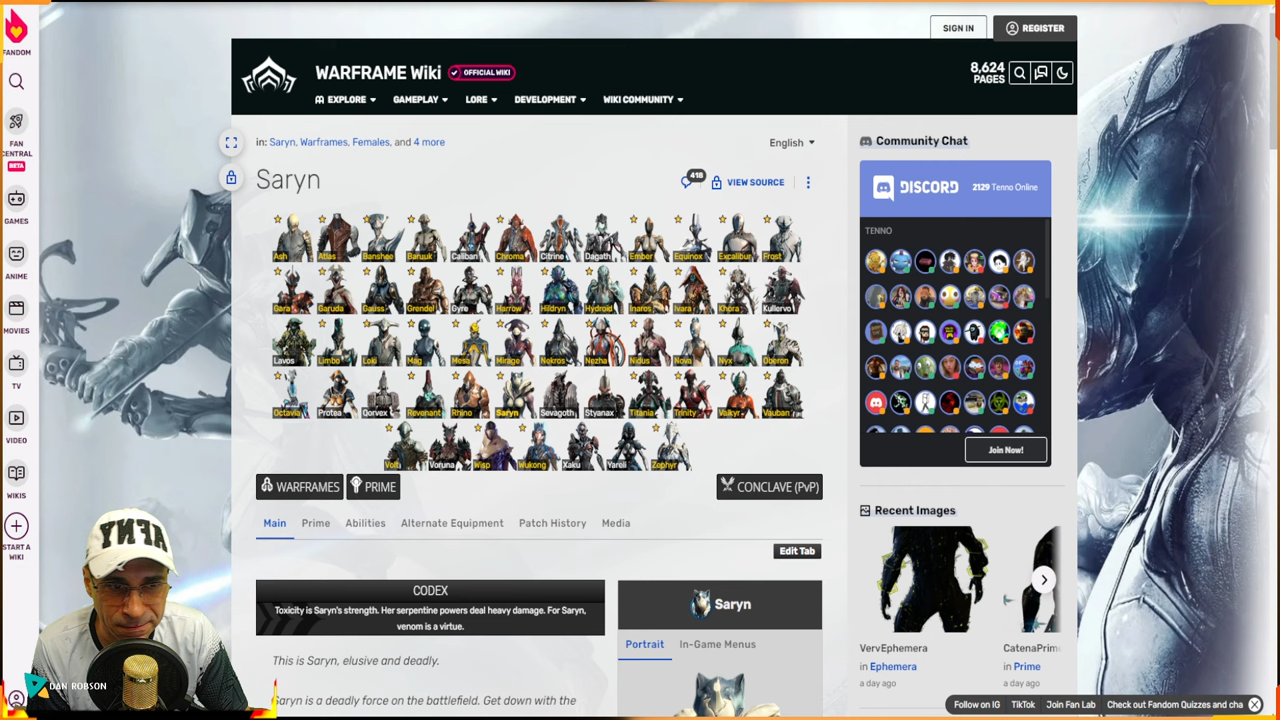 SIGN IN
REGISTER
FANDOM
FAN CENTRAL
BETA
GAMES
ANIME
MOVIES
TV
VIDEO
WIKIS
START A WIKI
WARFRAME Wiki
OFFICIAL WIKI
8,624 PAGES
EXPLORE
GAMEPLAY
LORE
DEVELOPMENT
WIKI COMMUNITY
in: Saryn, Warframes, Females, and 4 more
English
Saryn
418
VIEW SOURCE
Ash Atlas Banshee Baruuk Caliban Chroma Citrine Dagath Ember Equinox Excalibur Frost
Gara Garuda Gauss Grendel Gyre Harrow Hildryn Hydroid Inaros Ivara Khora Kullervo
Lavos Limbo Loki Mag Mesa Mirage Nekros Nezha Nidus Nova Nyx Oberon
Octavia Protea Qorvex Revenant Rhino Saryn Sevagoth Styanax Titania Trinity Valkyr Vauban
Volt Voruna Wisp Wukong Xaku Yareli Zephyr
WARFRAMES
PRIME
CONCLAVE (PvP)
Main
Prime
Abilities
Alternate Equipment
Patch History
Media
Edit Tab
CODEX
Toxicity is Saryn's strength. Her serpentine powers deal heavy damage. For Saryn,
venom is a virtue.
This is Saryn, elusive and deadly.
Saryn is a deadly force on the battlefield. Get down with the
Saryn
Portrait
In-Game Menus
Community Chat
DISCORD
2129 Tenno Online
TENNO
Join Now!
Recent Images
VervEphemera
in Ephemera
a day ago
CatenaPrim
in Prime
a day ago
Follow on IG
TikTok
Join Fan Lab
Check out Fandom Quizzes and cha
AFNY
DAN ROBSON